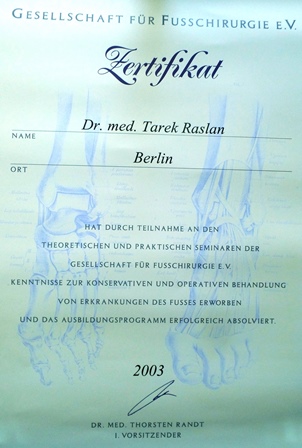 GESELLSCHAFT FÜR FUSSCHIRURGIE E.V.
Zertifikat
Dr. med. Tarek Raslan
NAME
Berlin
ORT
HAT DURCH TEILNAHME AN DEN
THEORETISCHEN UND PRAKTISCHEN SEMINAREN DER
GESELLSCHAFT FÜR FUSSCHIRURGIE E.V.
KENNTNISSE ZUR KONSERVATIVEN UND OPERATIVEN BEHANDLUNG
VON ERKRANKUNGEN DES FUSSES ERWORBEN
UND DAS AUSBILDUNGSPROGRAMM ERFOLGREICH ABSOLVIERT.
2003
DR. MED. THORSTEN RANDT
1. VORSITZENDER